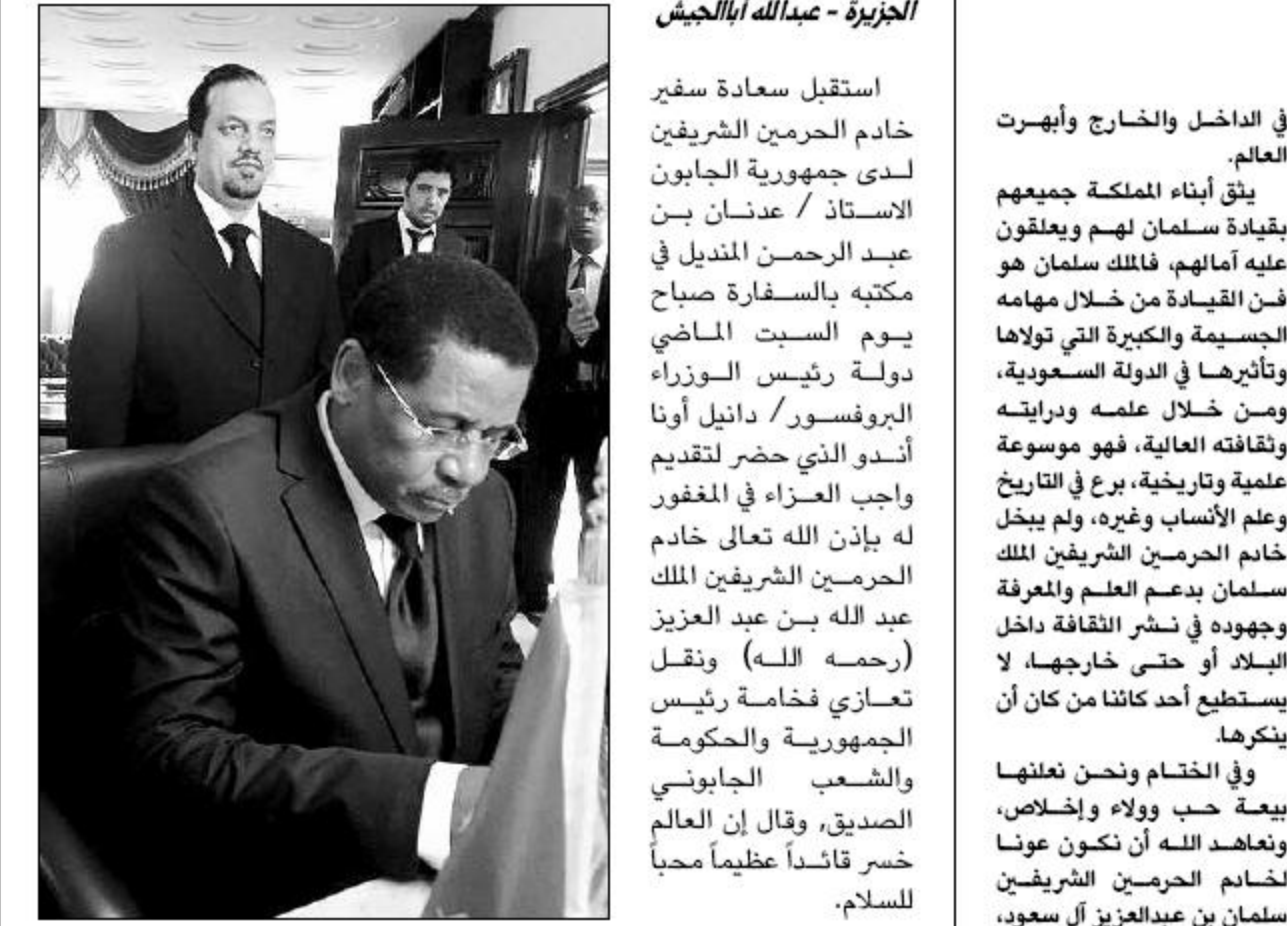 في الداخل والخارج وأبهرت
العالم.
يثق أبناء المملكة جميعهم
بقيادة سلمان لهم ويعلقون
عليه آمالهم، فالملك سلمان هو
فن القيادة من خلال مهامه
الجسيمة والكبيرة التي تولاها
وتأثيرها في الدولة السعودية،
ومن خلال علمه ودرايته
وثقافته العالية، فهو موسوعة
علمية وتاريخية، برع في التاريخ
وعلم الأنساب وغيره، ولم يبخل
خادم الحرمين الشريفين الملك
سلمان بدعم العلم والمعرفة
وجهوده في نشر الثقافة داخل
البلاد أو حتى خارجها، لا
يستطيع أحد كائنا من كان أن
ينكرها.
وفي الختام ونحن نعلنها
بيعة حب وولاء وإخلاص،
ونعاهد الله أن نكون عونا
لخادم الحرمين الشريفين
سلمان بن عبدالعزيز آل سعود،
الجزيرة - عبدالله أباالجيش
استقبل سعادة سفير
خادم الحرمين الشريفين
لدى جمهورية الجابون
الاستاذ / عدنان بن
عبد الرحمن المنديل في
مكتبه بالسفارة صباح
يوم السبت الماضي
دولة رئيس الوزراء
البروفسور/ دانيل أونا
أندو الذي حضر لتقديم
واجب العزاء في المغفور
له بإذن الله تعالى خادم
الحرمين الشريفين الملك
عبد الله بن عبد العزيز
(رحمه الله) ونقل
تعازي فخامة رئيس
الجمهورية والحكومة
والشعب الجابوني
الصديق, وقال إن العالم
خسر قائداً عظيماً محباً
للسلام.